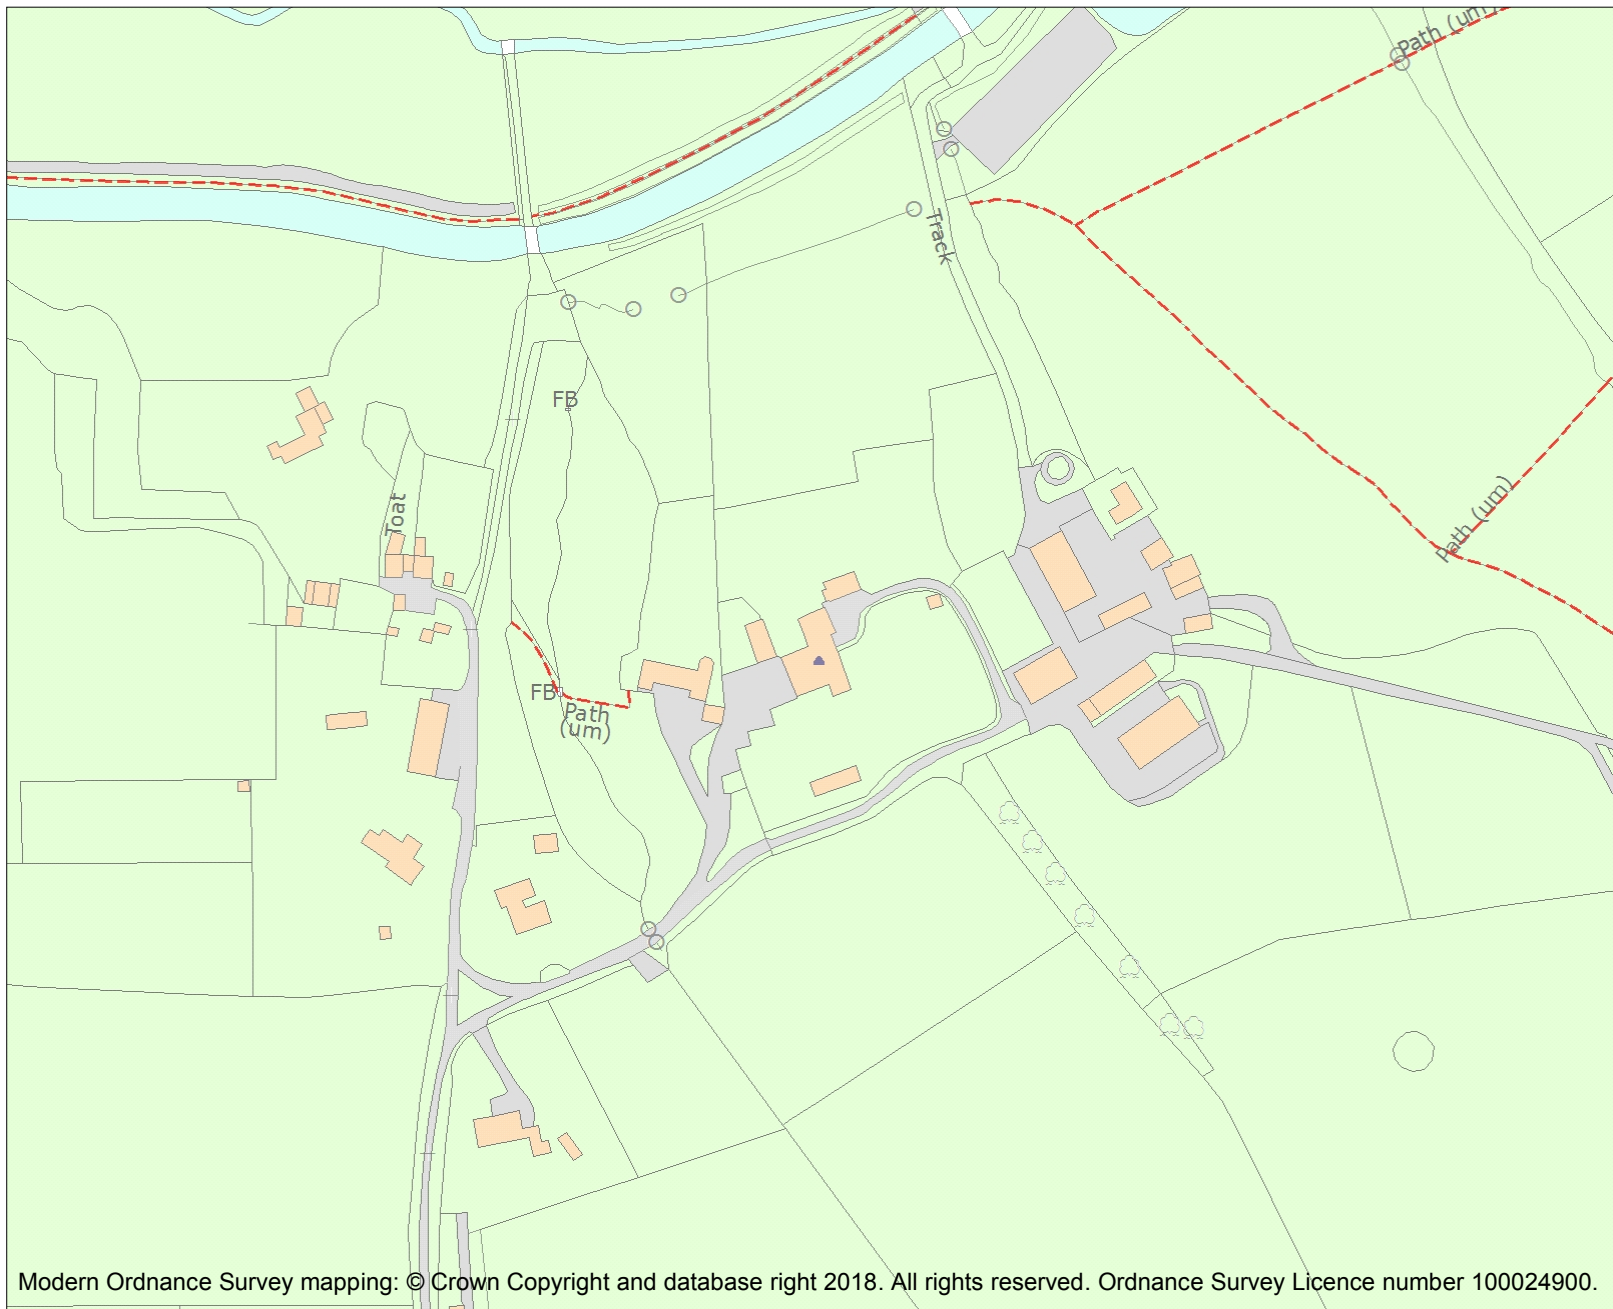 Path (um)
Track
FB
Path (um)
Toat
FB
Path
(um)
Modern Ordnance Survey mapping: © Crown Copyright and database right 2018. All rights reserved. Ordnance Survey Licence number 100024900.